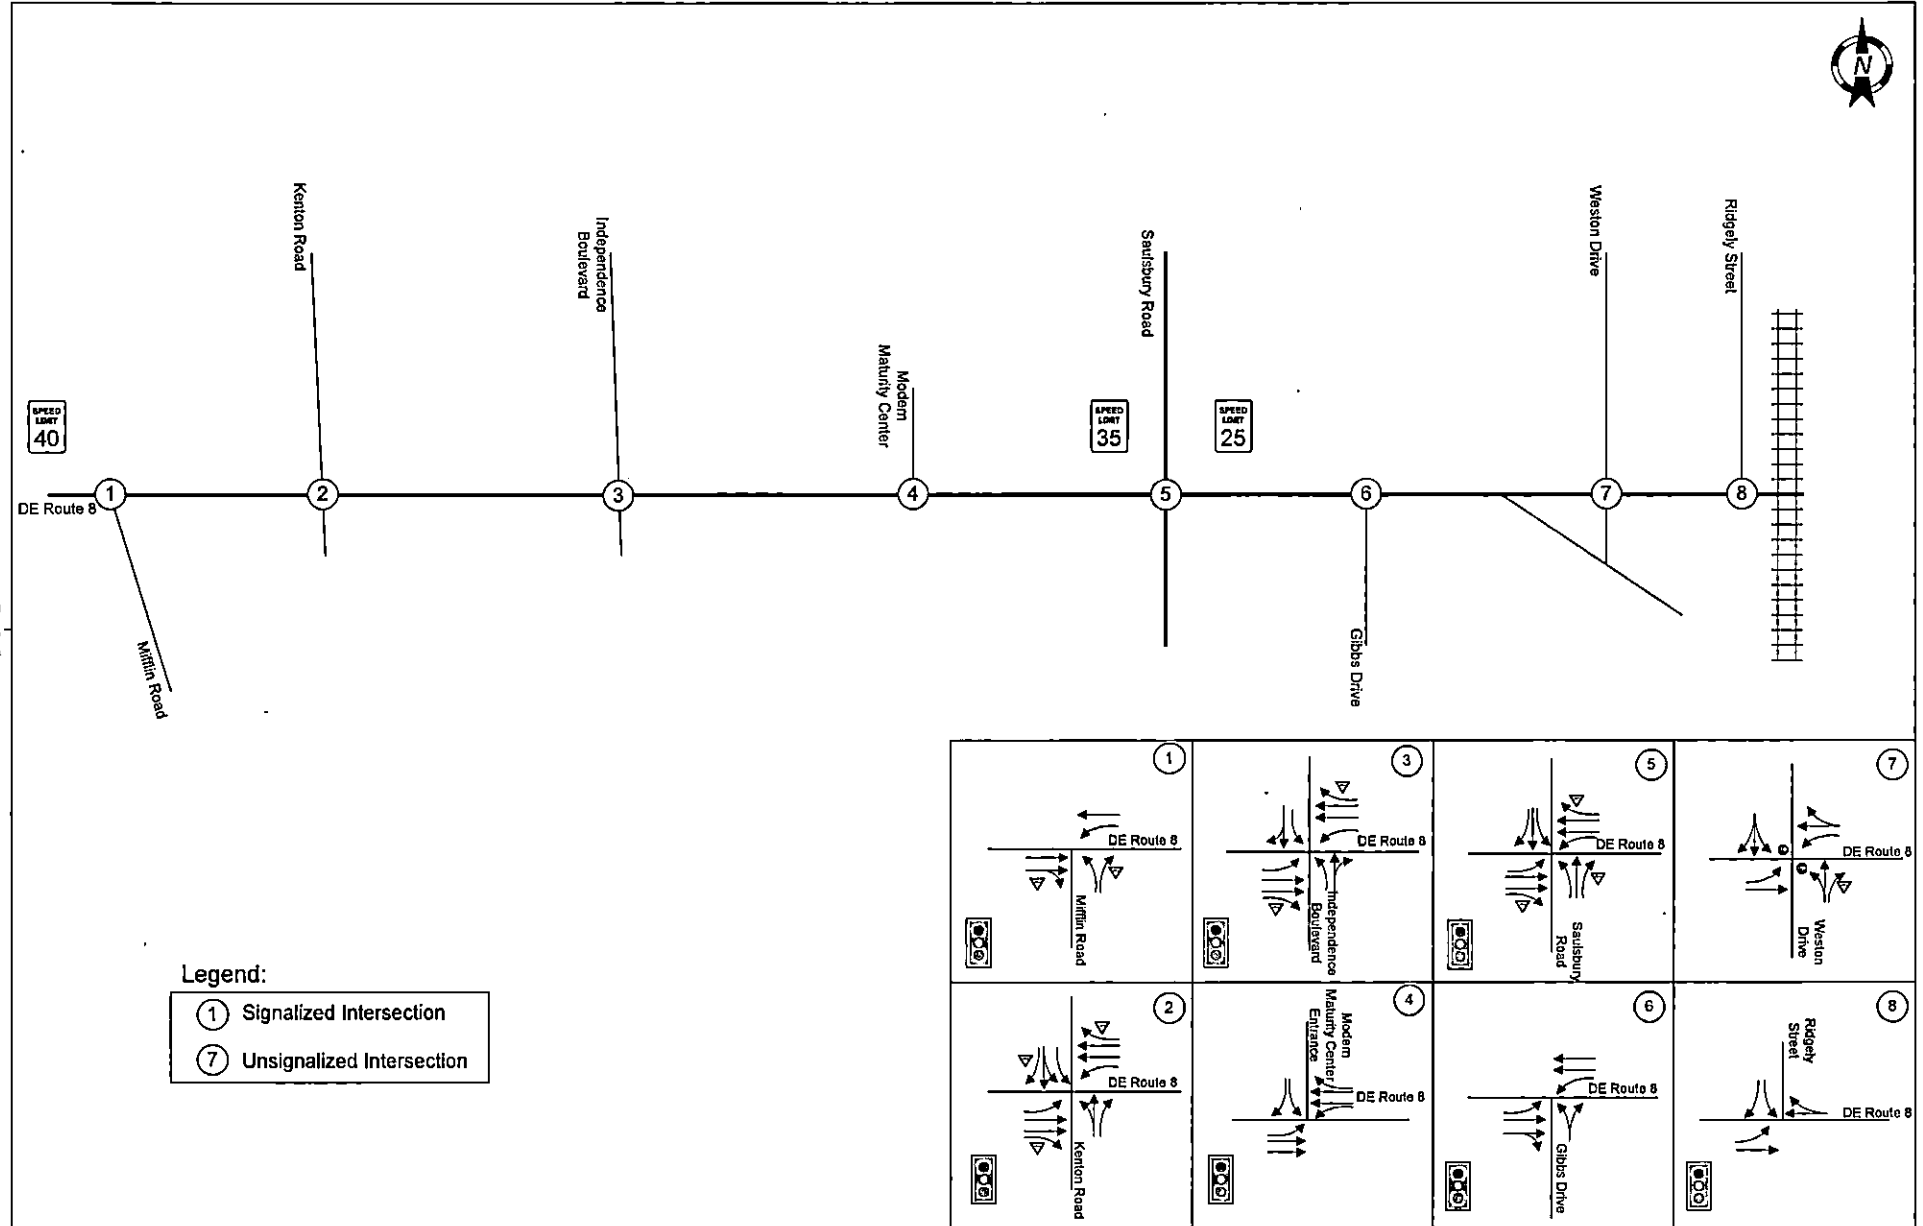 N
Kenton Road
Independence
Boulevard
Modern
Maturity Center
Saulsbury Road
Weston Drive
Ridgely Street
SPEED
LIMIT
40
SPEED
LIMIT
35
SPEED
LIMIT
25
1
2
3
4
5
6
7
8
DE Route 8
Mifflin Road
Gibbs Drive
Legend:
1 Signalized Intersection
7 Unsignalized Intersection
1
DE Route 8
Mifflin Road
3
DE Route 8
Independence
Boulevard
5
DE Route 8
Saulsbury
Road
7
DE Route 8
Weston
Drive
2
DE Route 8
Kenton Road
4
Modern
Maturity Center
Entrance
DE Route 8
6
DE Route 8
Gibbs Drive
8
Ridgely
Street
DE Route 8